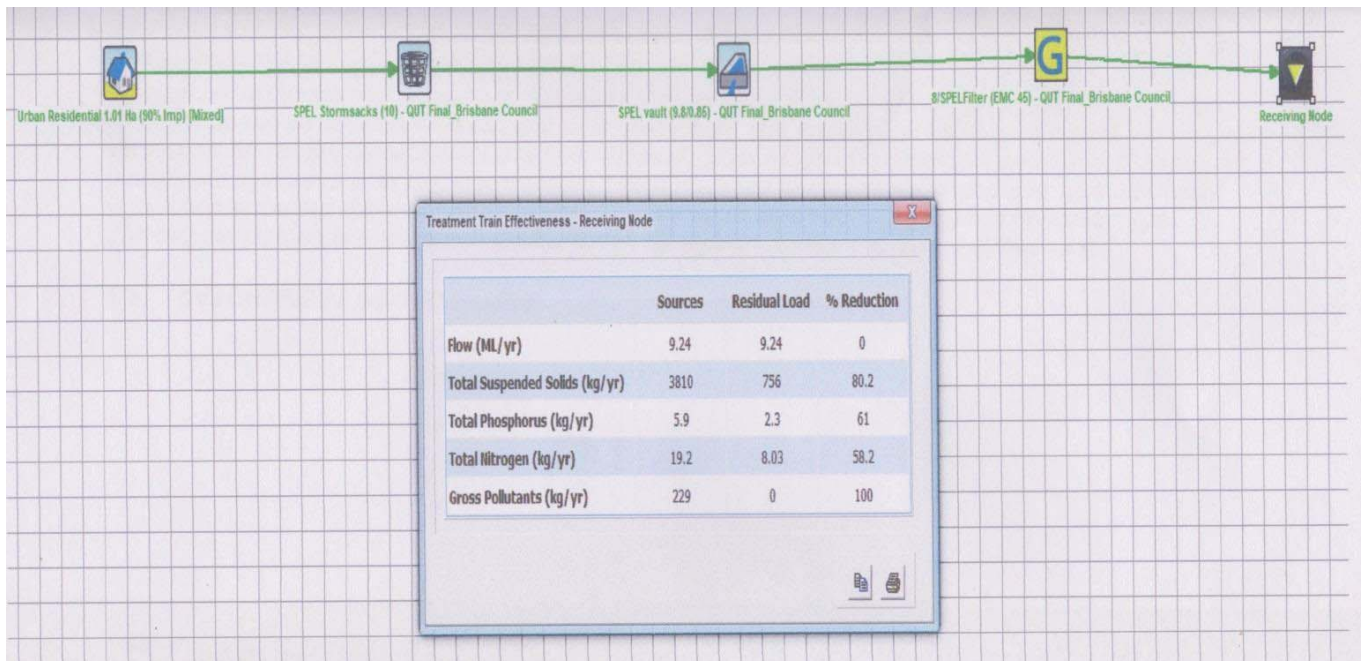 Urban Residential 1.01 Ha (90% Imp) [Mixed]
SPEL Stormsacks (10) - QUT Final_Brisbane Council
SPEL vault (9.8/0.85) - QUT Final_Brisbane Council
G
8/SPELFilter (EMC 45) - QUT Final_Brisbane Council
Receiving Node
Treatment Train Effectiveness - Receiving Node
X
Sources Residual Load % Reduction
Flow (ML/yr) 9.24 9.24 0
Total Suspended Solids (kg/yr) 3810 756 80.2
Total Phosphorus (kg/yr) 5.9 2.3 61
Total Nitrogen (kg/yr) 19.2 8.03 58.2
Gross Pollutants (kg/yr) 229 0 100